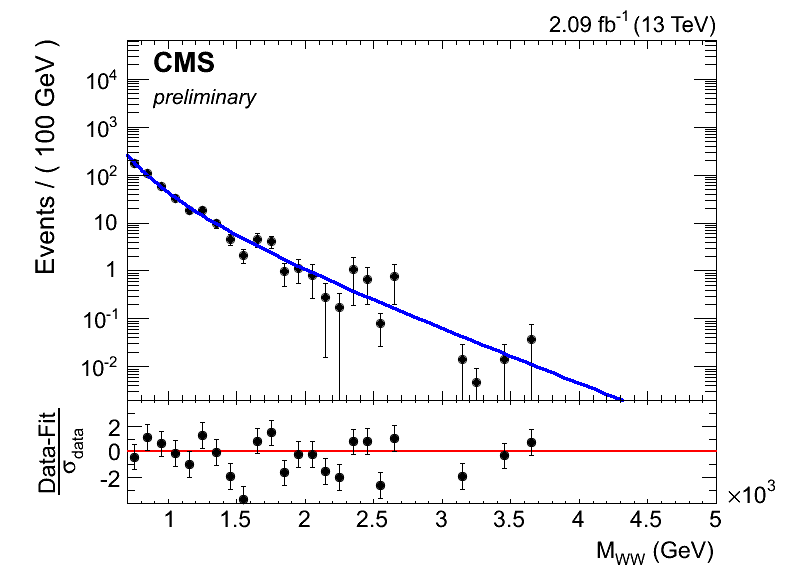 2.09 fb⁻¹ (13 TeV)
CMS
preliminary
Events / ( 100 GeV )
10⁴
10³
10²
10
1
10⁻¹
10⁻²
Data-Fit
σ_data
2
0
-2
1 1.5 2 2.5 3 3.5 4 4.5 5
×10³
M_WW (GeV)